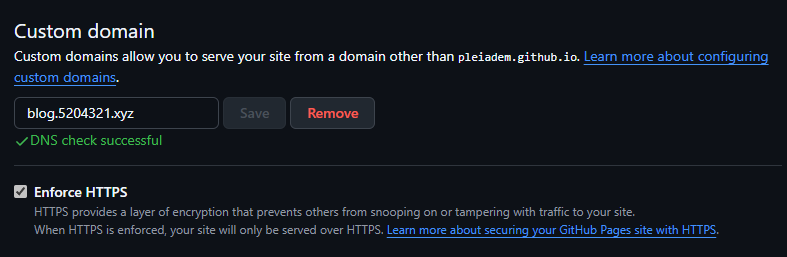 Custom domain
Custom domains allow you to serve your site from a domain other than pleiadem.github.io. Learn more about configuring
custom domains.
blog.5204321.xyz Save Remove
DNS check successful
Enforce HTTPS
HTTPS provides a layer of encryption that prevents others from snooping on or tampering with traffic to your site.
When HTTPS is enforced, your site will only be served over HTTPS. Learn more about securing your GitHub Pages site with HTTPS.